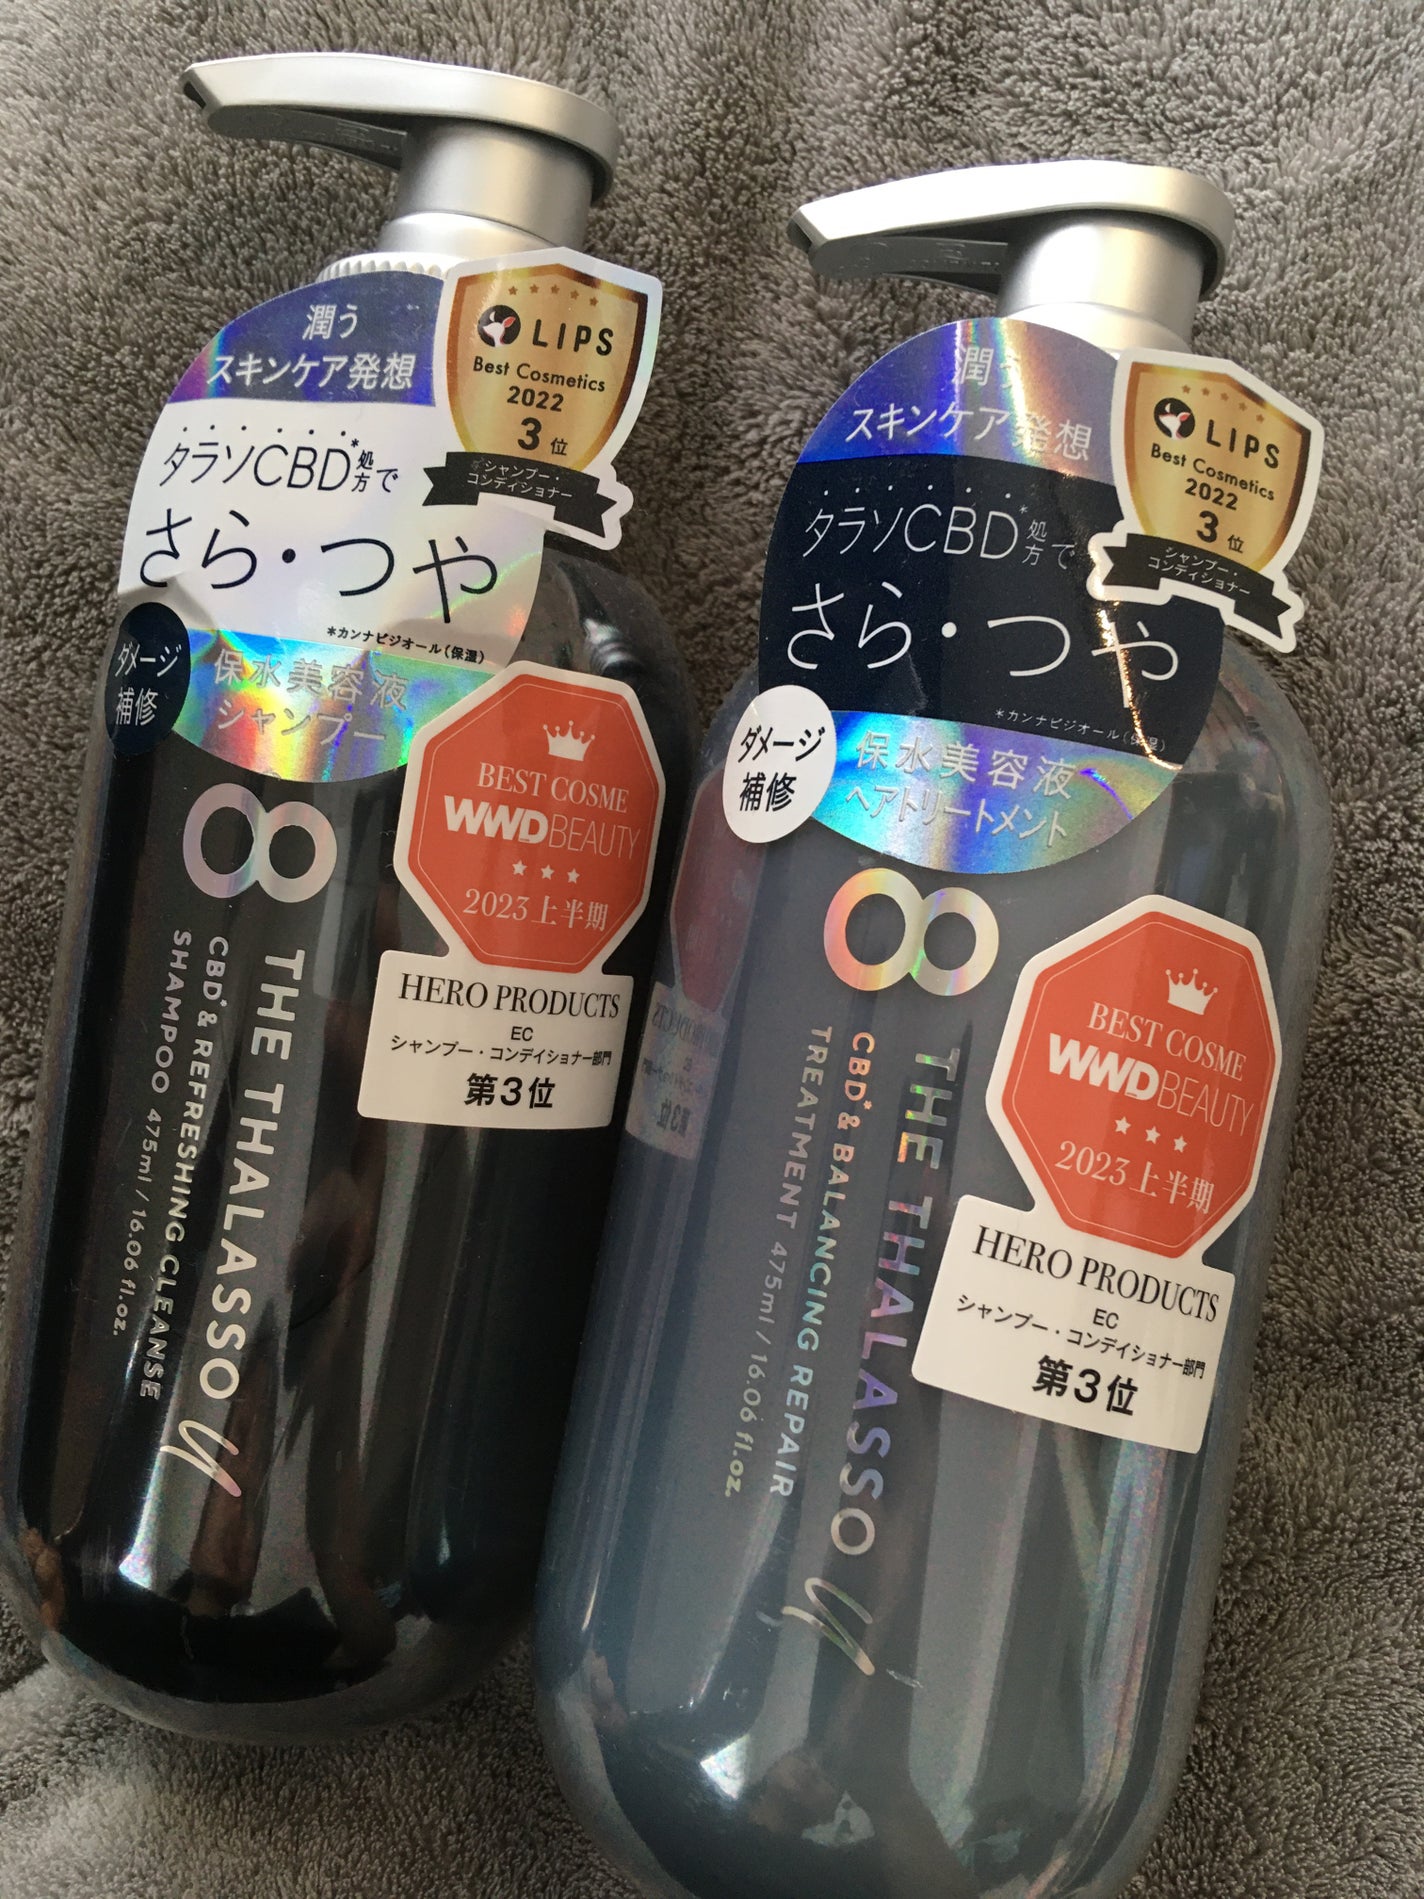 潤う
スキンケア発想
タラソCBD*処方で
さら・つや
*カンナビジオール(保湿)
ダメージ
補修
保水美容液
シャンプー
LIPS
Best Cosmetics
2022
3位
シャンプー・
コンディショナー
BEST COSME
WWDBEAUTY
2023上半期
HERO PRODUCTS
EC
シャンプー・コンディショナー部門
第3位
8
THE THALASSO
CBD* & REFRESHING CLEANSE
SHAMPOO 475ml / 16.06 fl.oz.
潤う
スキンケア発想
タラソCBD*処方で
さら・つや
*カンナビジオール(保湿)
ダメージ
補修
保水美容液
ヘアトリートメント
LIPS
Best Cosmetics
2022
3位
シャンプー・
コンディショナー
BEST COSME
WWDBEAUTY
2023上半期
HERO PRODUCTS
EC
シャンプー・コンディショナー部門
第3位
8
THE THALASSO
CBD* & BALANCING REPAIR
TREATMENT 475ml / 16.06 fl.oz.